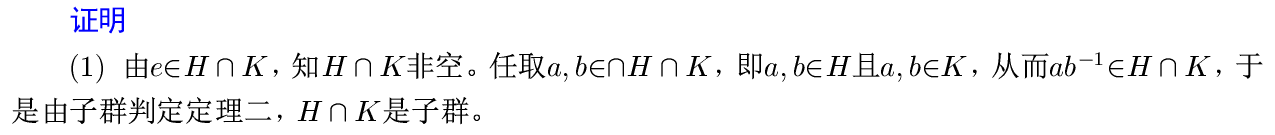 证明
(1) 由e∈H ∩ K，知H ∩ K非空。任取a, b∈∩H ∩ K，即a, b∈H且a, b∈K，从而ab⁻¹∈H ∩ K，于
是由子群判定定理二，H ∩ K是子群。